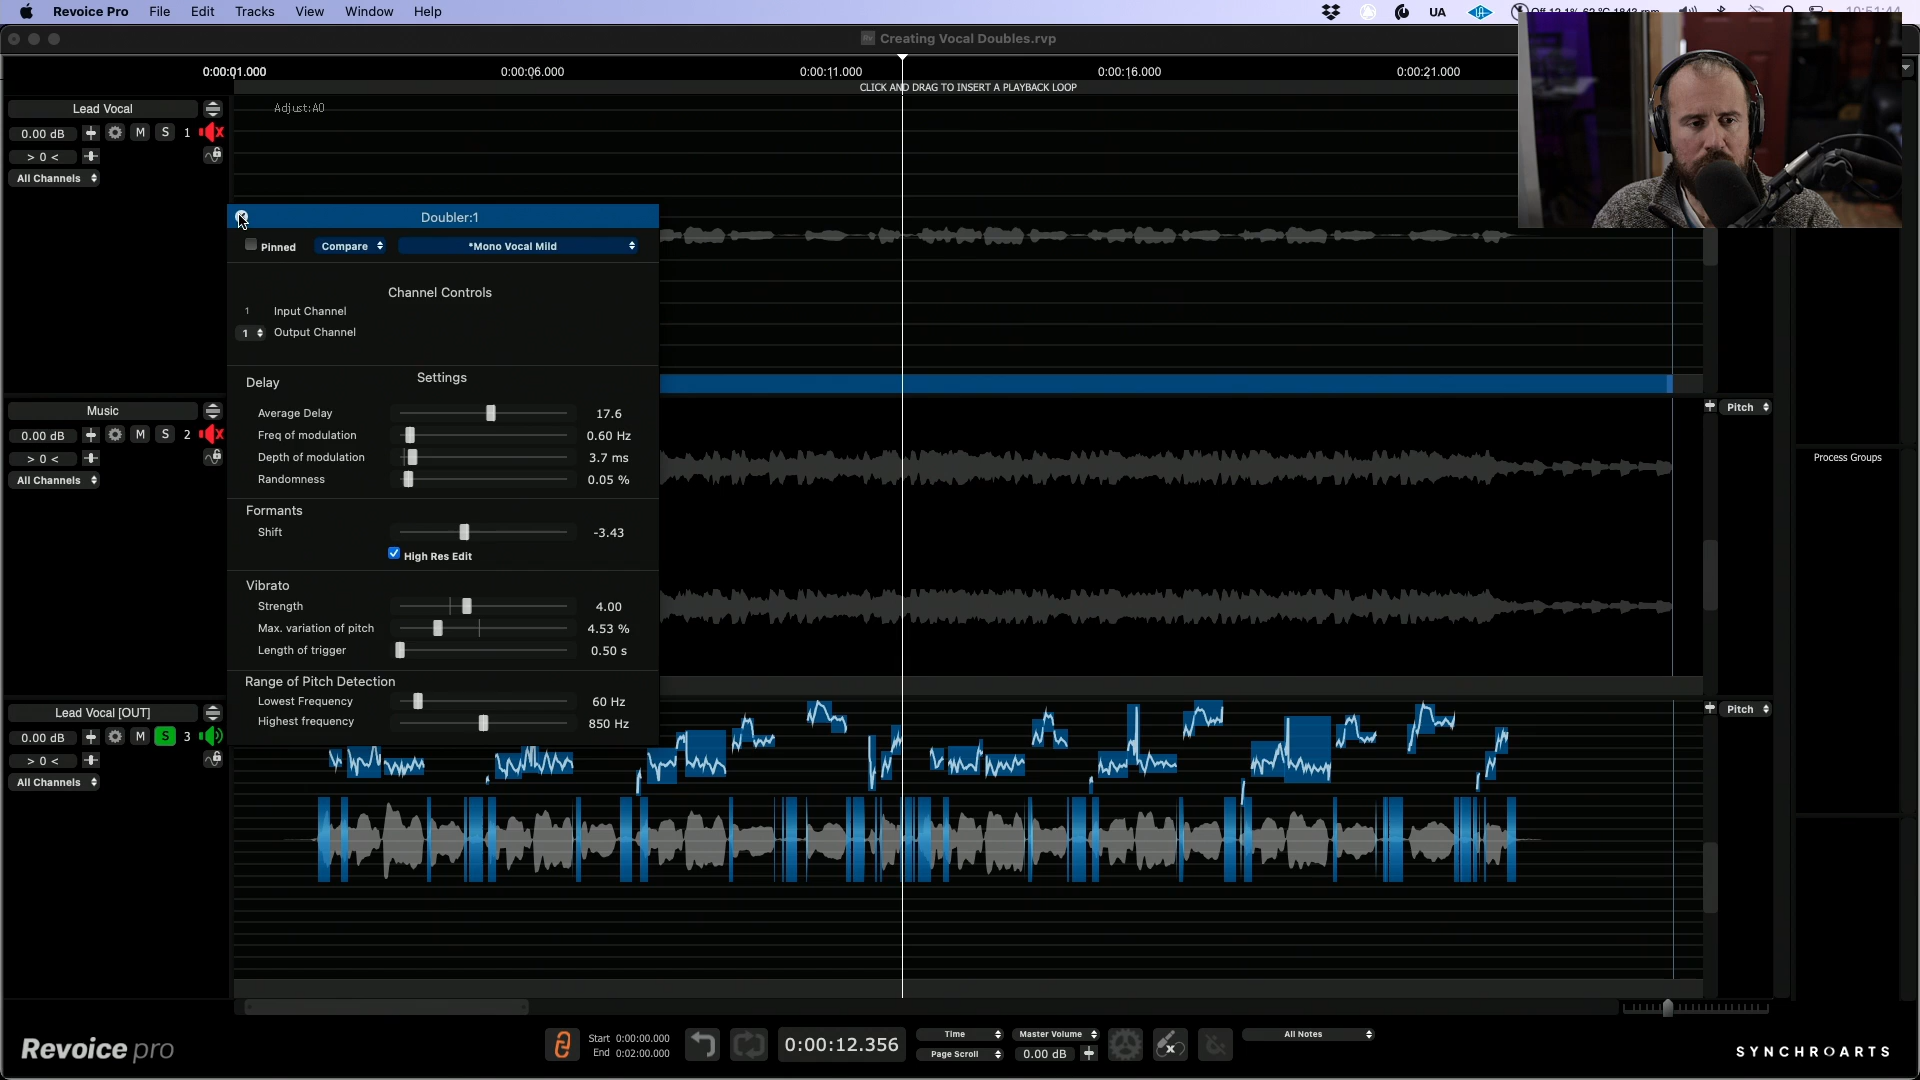 Revoice Pro File Edit Tracks View Window Help UA
Creating Vocal Doubles.rvp
0:00:01.000 0:00:06.000 0:00:11.000 0:00:16.000 0:00:21.000
CLICK AND DRAG TO INSERT A PLAYBACK LOOP
Lead Vocal
Adjust:A0
0.00 dB M S 1
> 0 <
All Channels
Doubler:1
Pinned Compare *Mono Vocal Mild
Channel Controls
1 Input Channel
1 Output Channel
Settings
Delay
Average Delay 17.6
Freq of modulation 0.60 Hz
Depth of modulation 3.7 ms
Randomness 0.05 %
Formants
Shift -3.43
High Res Edit
Vibrato
Strength 4.00
Max. variation of pitch 4.53 %
Length of trigger 0.50 s
Range of Pitch Detection
Lowest Frequency 60 Hz
Highest frequency 850 Hz
Music
0.00 dB M S 2
> 0 <
All Channels
Pitch
Process Groups
Lead Vocal [OUT]
0.00 dB M S 3
> 0 <
All Channels
Pitch
Revoice pro
Start 0:00:00.000
End 0:02:00.000
0:00:12.356
Time
Page Scroll
Master Volume
0.00 dB
All Notes
SYNCHROARTS